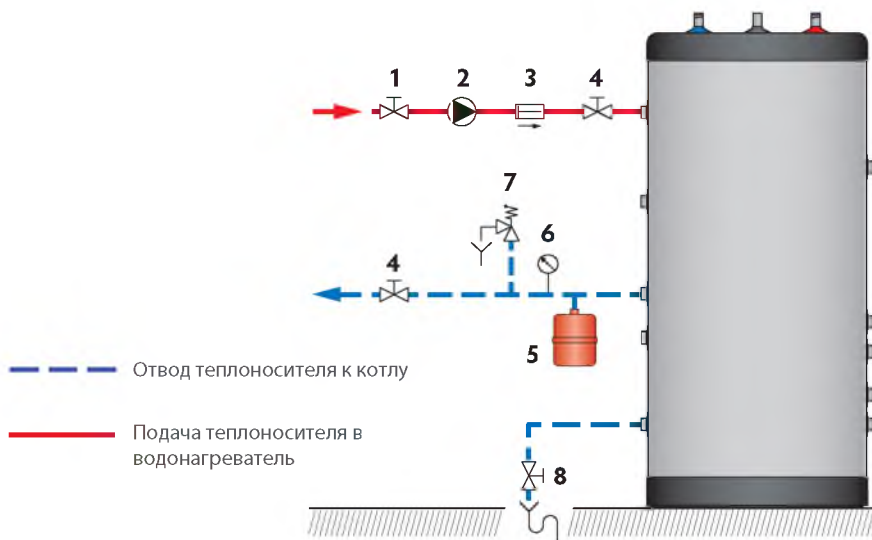 1 2 3 4
7
6
4
5
Отвод теплоносителя к котлу
Подача теплоносителя в
водонагреватель
8